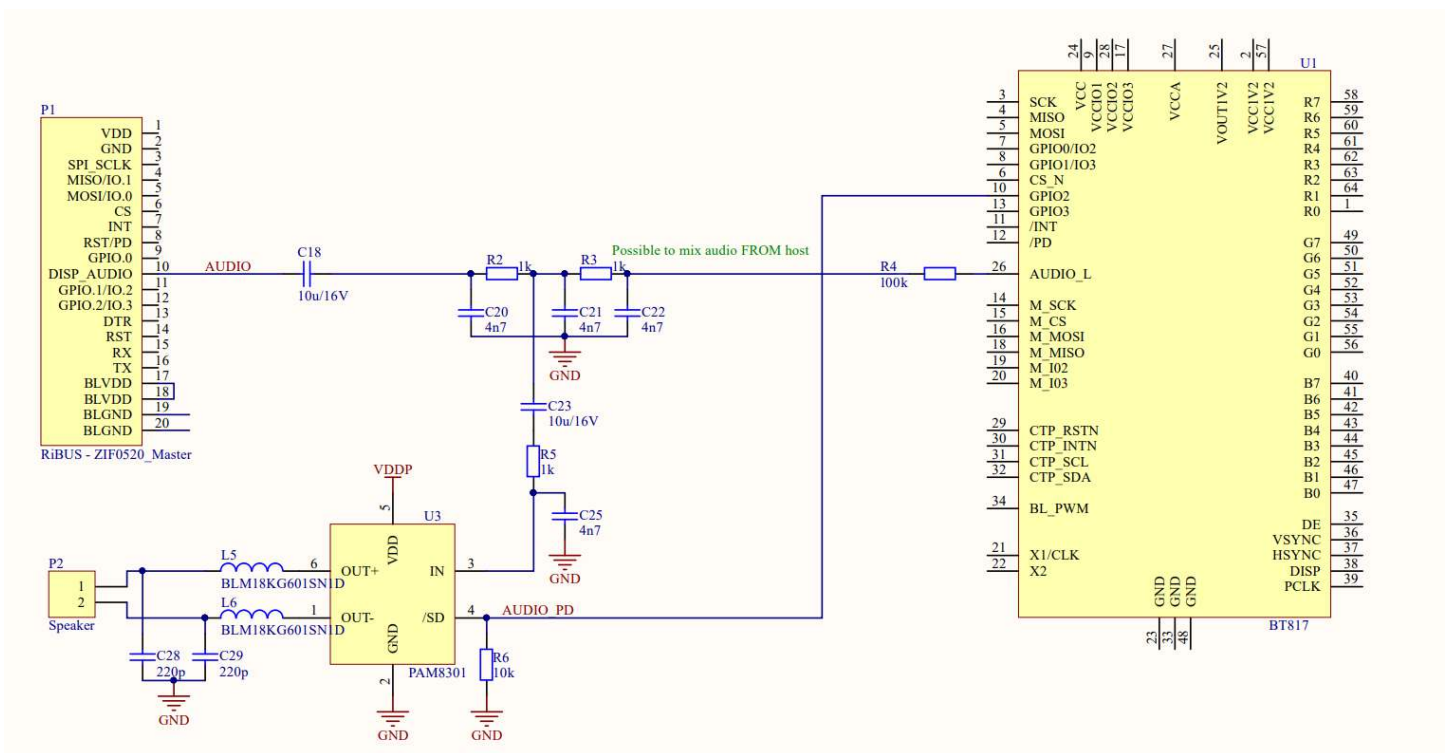 P1
VDD 1
GND 2
SPI_SCLK 3
MISO/IO.1 4
MOSI/IO.0 5
CS 6
INT 7
RST/PD 8
GPIO.0 9
DISP_AUDIO 10
GPIO.1/IO.2 11
GPIO.2/IO.3 12
DTR 13
RST 14
RX 15
TX 16
BLVDD 17
BLVDD 18
BLGND 19
BLGND 20
RiBUS - ZIF0520_Master
AUDIO
C18
10u/16V
R2
1k
R3
1k
Possible to mix audio FROM host
R4
100k
C20
4n7
C21
4n7
C22
4n7
GND
C23
10u/16V
R5
1k
C25
4n7
GND
VDDP
5
U3
VDD
6 OUT+
IN 3
1 OUT-
/SD 4
GND
2
PAM8301
GND
AUDIO_PD
R6
10k
GND
P2
1
2
Speaker
L5
BLM18KG601SN1D
L6
BLM18KG601SN1D
C28
220p
C29
220p
GND
U1
24 VCC
9 VCCIO1
28 VCCIO2
17 VCCIO3
27 VCCA
25 VOUT1V2
2 VCC1V2
57 VCC1V2
3 SCK
4 MISO
5 MOSI
7 GPIO0/IO2
8 GPIO1/IO3
6 CS_N
10 GPIO2
13 GPIO3
11 /INT
12 /PD
26 AUDIO_L
14 M_SCK
15 M_CS
16 M_MOSI
18 M_MISO
19 M_I02
20 M_I03
29 CTP_RSTN
30 CTP_INTN
31 CTP_SCL
32 CTP_SDA
34 BL_PWM
21 X1/CLK
22 X2
R7 58
R6 59
R5 60
R4 61
R3 62
R2 63
R1 64
R0 1
G7 49
G6 50
G5 51
G4 52
G3 53
G2 54
G1 55
G0 56
B7 40
B6 41
B5 42
B4 43
B3 44
B2 45
B1 46
B0 47
DE 35
VSYNC 36
HSYNC 37
DISP 38
PCLK 39
GND 23
GND 33
GND 48
BT817